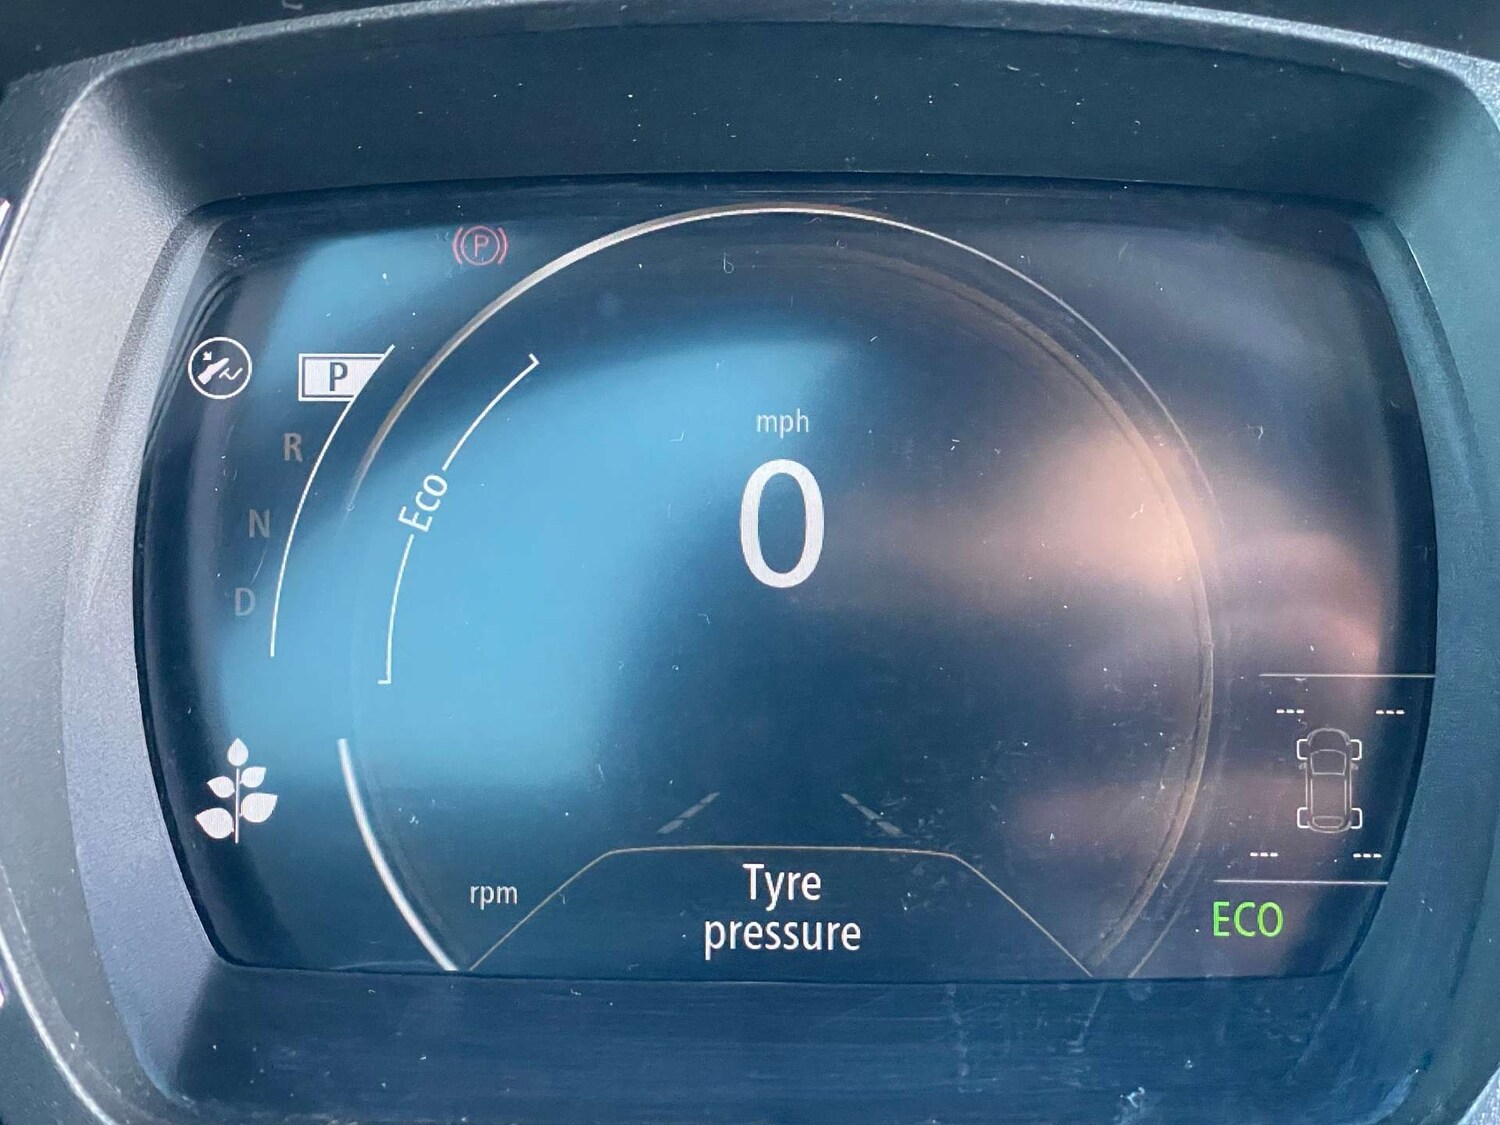 P
P
R
Eco
mph
0
N
D
--- ---
--- ---
rpm
Tyre
pressure
ECO